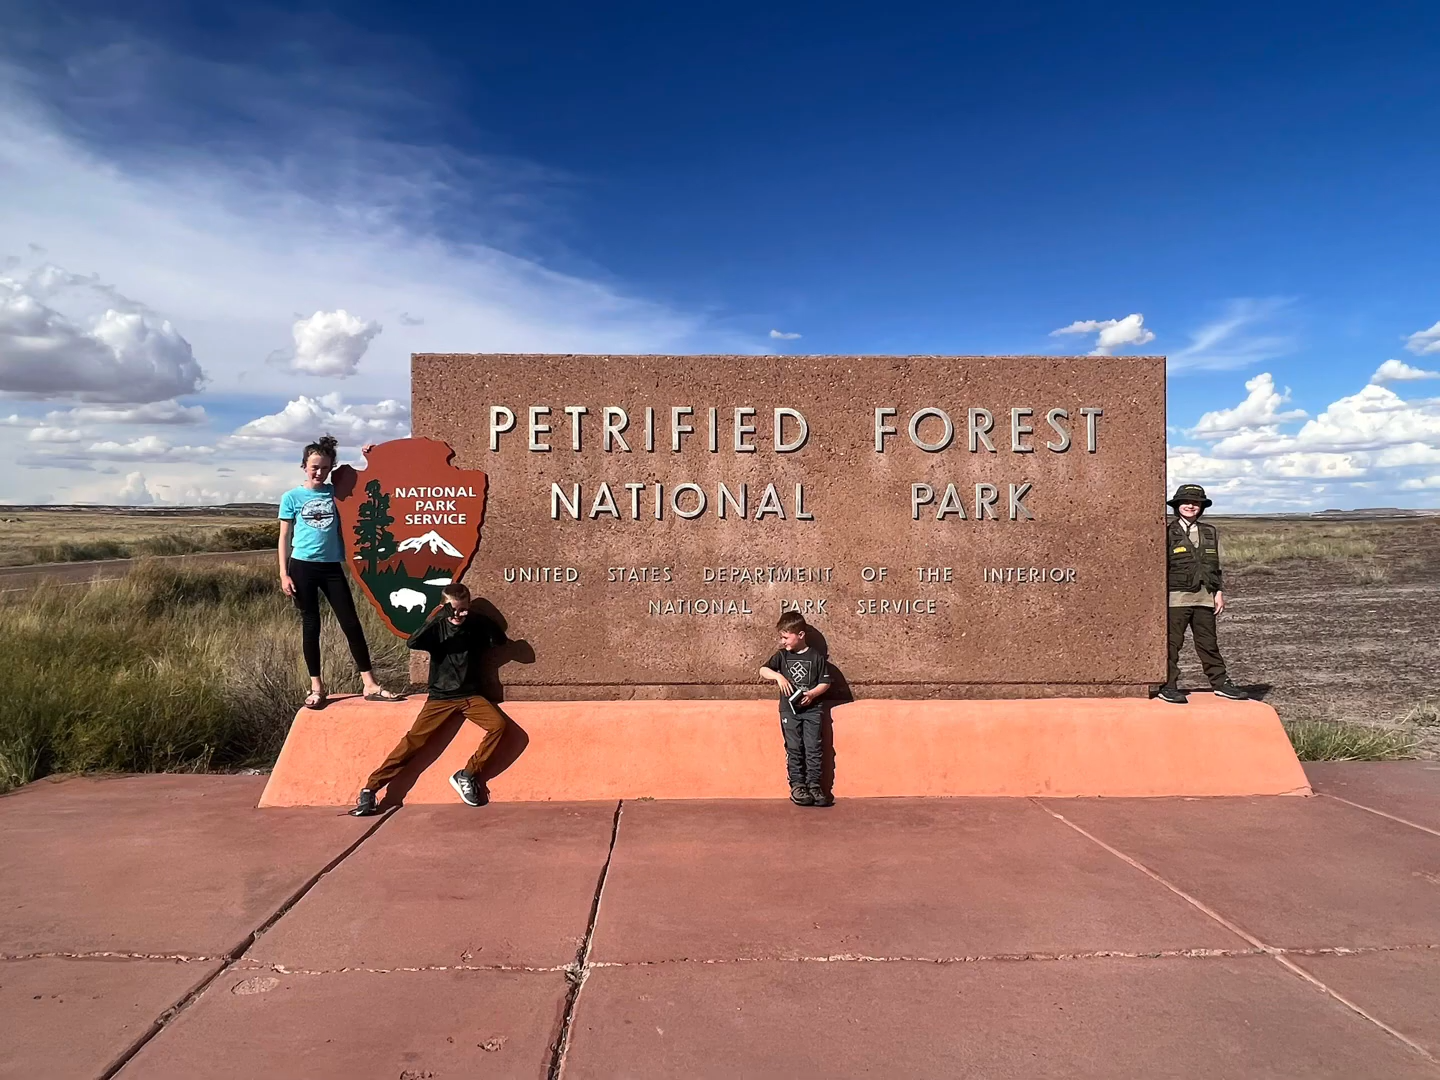 PETRIFIED FOREST
NATIONAL PARK
UNITED STATES DEPARTMENT OF THE INTERIOR
NATIONAL PARK SERVICE
NATIONAL
PARK
SERVICE